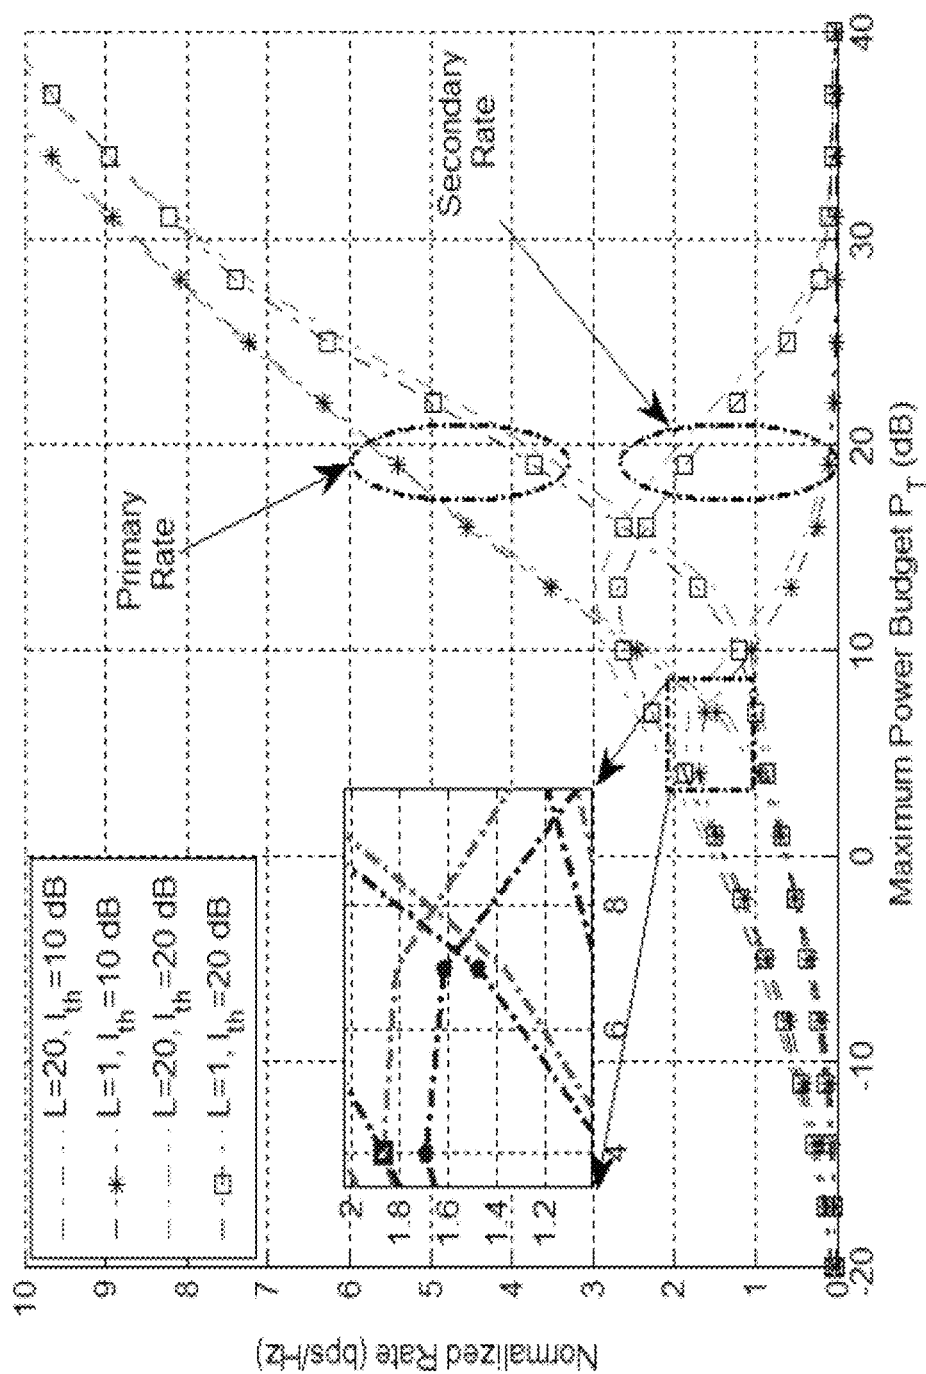 L=20, I_th=10 dB
L=1, I_th=10 dB
L=20, I_th=20 dB
L=1, I_th=20 dB
Primary
Rate
Secondary
Rate
10
9
8
7
6
5
4
3
2
1
0
Normalized Rate (bps/Hz)
-20
-10
0
10
20
30
40
Maximum Power Budget P_T (dB)
2
1.8
1.6
1.4
1.2
4
6
8